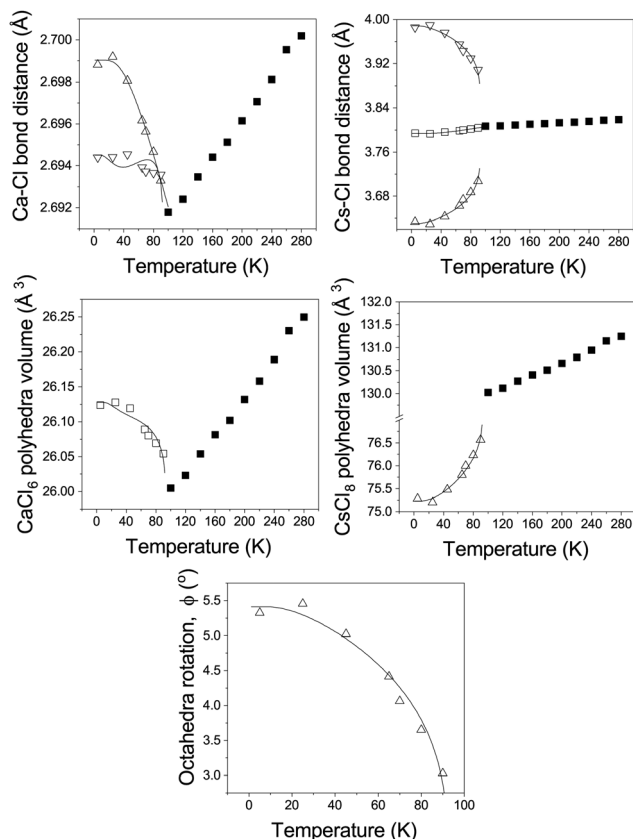 Ca-Cl bond distance (Å)
2.700
2.698
2.696
2.694
2.692
0 40 80 120 160 200 240 280
Temperature (K)
Cs-Cl bond distance (Å)
4.00
3.92
3.84
3.76
3.68
0 40 80 120 160 200 240 280
Temperature (K)
CaCl₆ polyhedra volume (Å ³)
26.25
26.20
26.15
26.10
26.05
26.00
0 40 80 120 160 200 240 280
Temperature (K)
CsCl₈ polyhedra volume (Å ³)
132.0
131.5
131.0
130.5
130.0
76.5
76.0
75.5
75.0
0 40 80 120 160 200 240 280
Temperature (K)
Octahedra rotation, ϕ (º)
5.5
5.0
4.5
4.0
3.5
3.0
0 20 40 60 80 100
Temperature (K)